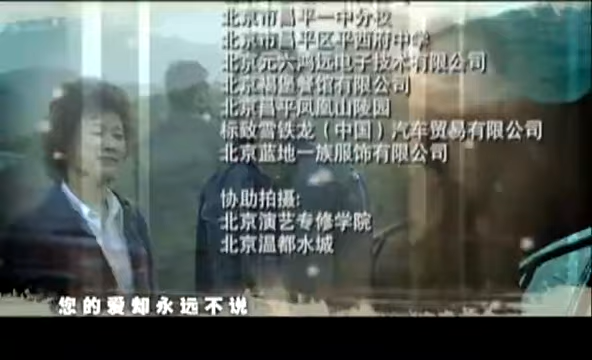 北京市昌平一中分校
北京市昌平区平西府中学
北京元六鸿远电子技术有限公司
北京褐堡餐馆有限公司
北京昌平凤凰山陵园
标致雪铁龙（中国）汽车贸易有限公司
北京蓝地一族服饰有限公司
协助拍摄:
北京演艺专修学院
北京温都水城
您的爱却永远不说